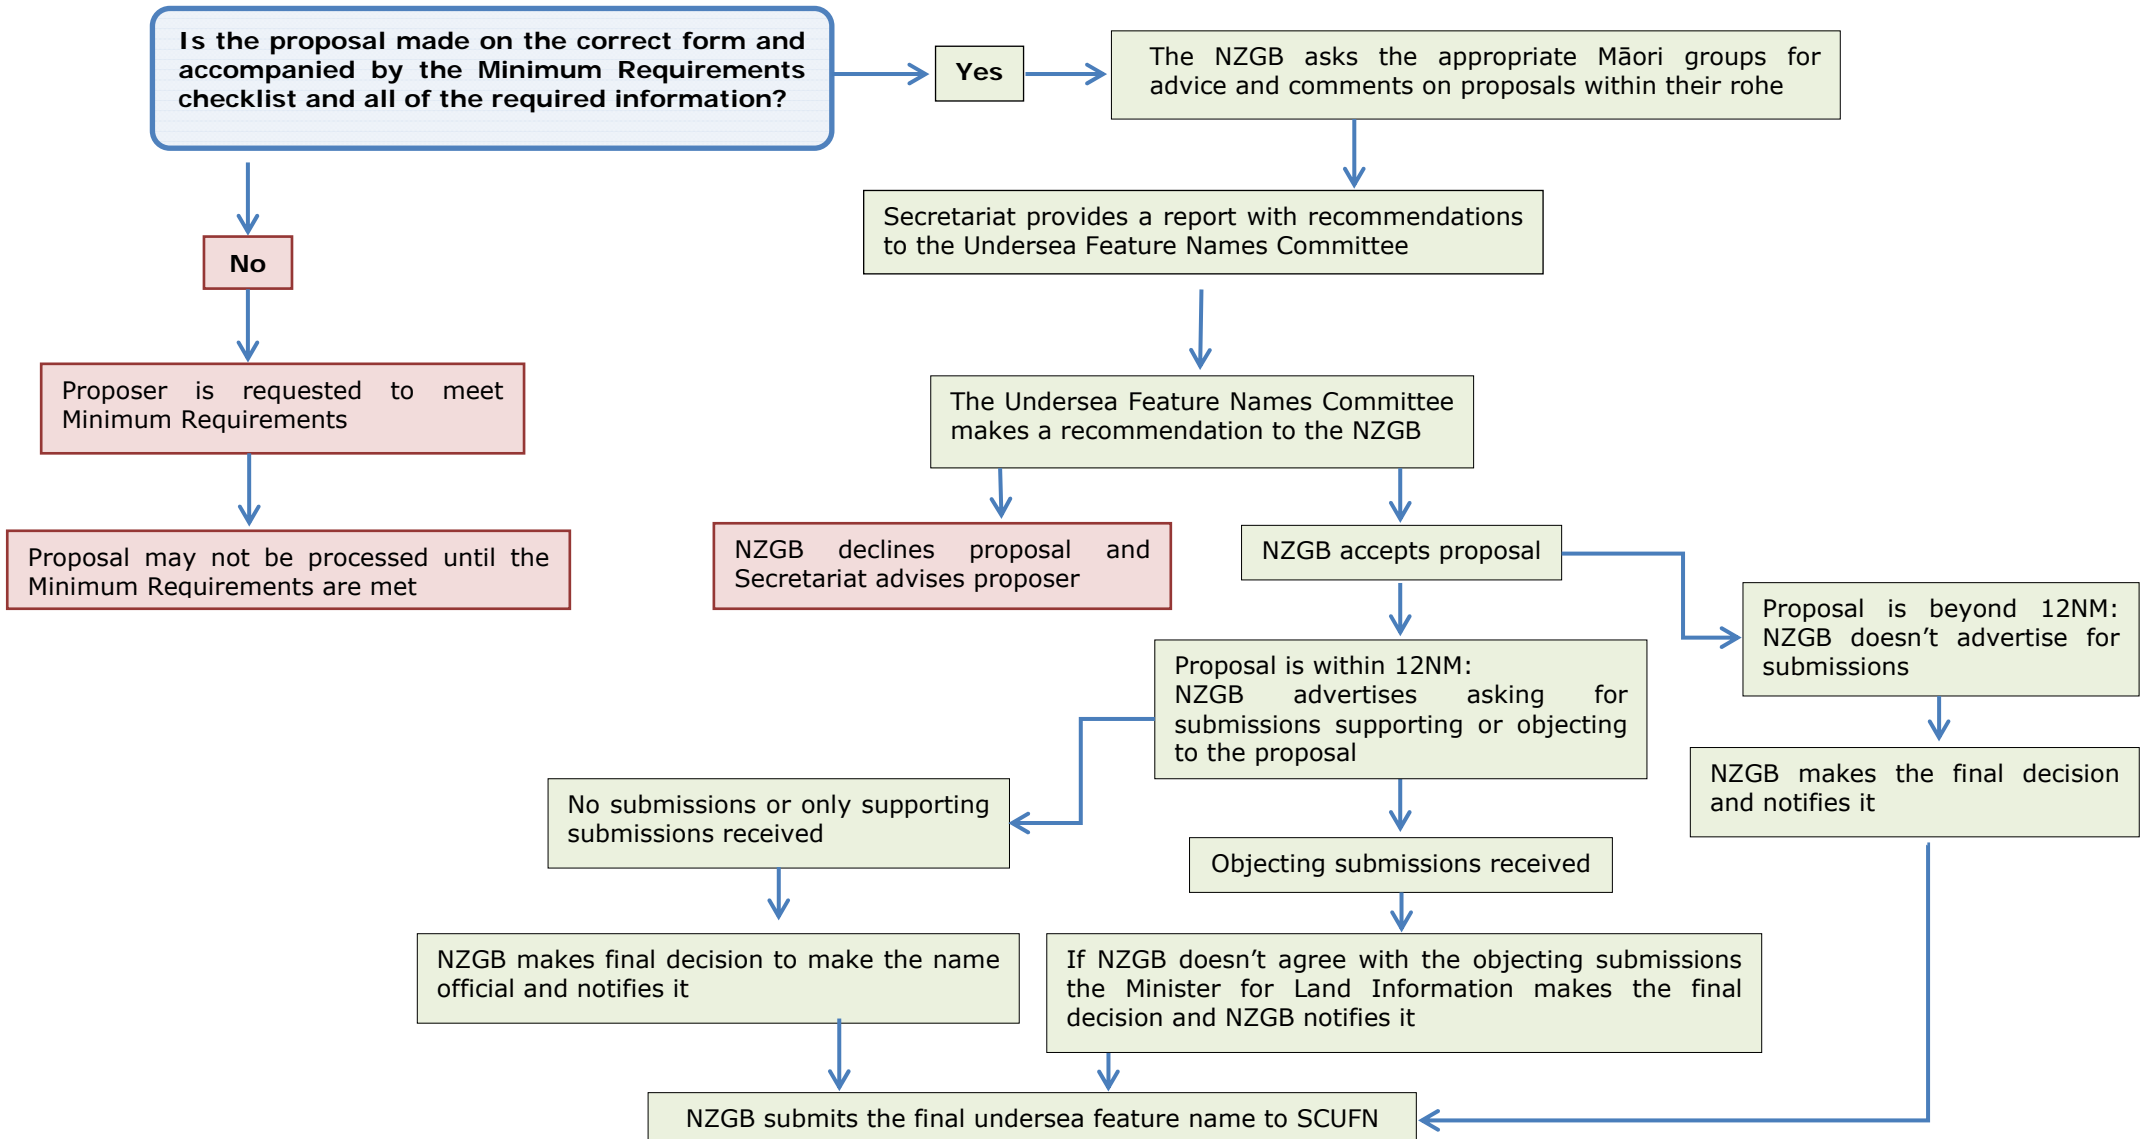 Is the proposal made on the correct form and
accompanied by the Minimum Requirements
checklist and all of the required information?
Yes
The NZGB asks the appropriate Māori groups for
advice and comments on proposals within their rohe
Secretariat provides a report with recommendations
to the Undersea Feature Names Committee
No
Proposer is requested to meet
Minimum Requirements
The Undersea Feature Names Committee
makes a recommendation to the NZGB
Proposal may not be processed until the
Minimum Requirements are met
NZGB declines proposal and
Secretariat advises proposer
NZGB accepts proposal
Proposal is beyond 12NM:
NZGB doesn’t advertise for
submissions
Proposal is within 12NM:
NZGB advertises asking for
submissions supporting or objecting
to the proposal
NZGB makes the final decision
and notifies it
No submissions or only supporting
submissions received
Objecting submissions received
NZGB makes final decision to make the name
official and notifies it
If NZGB doesn’t agree with the objecting submissions
the Minister for Land Information makes the final
decision and NZGB notifies it
NZGB submits the final undersea feature name to SCUFN